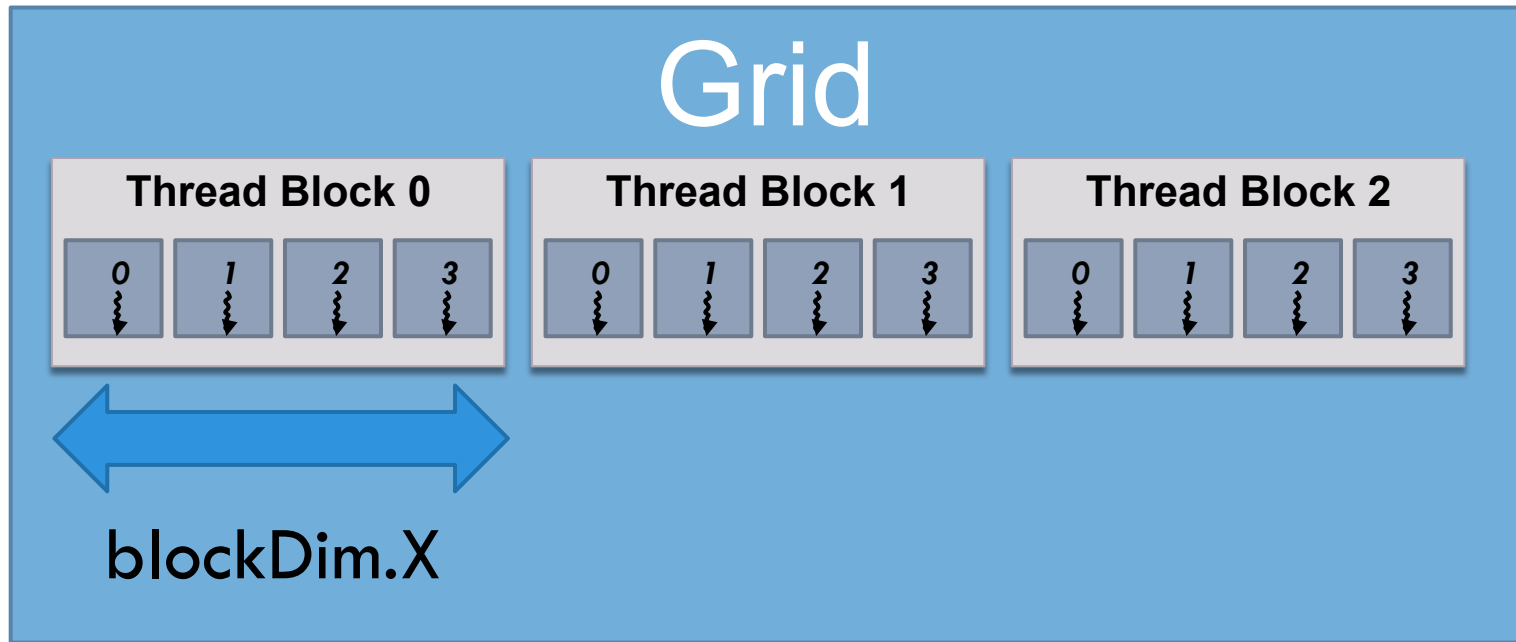 Grid
Thread Block 0
Thread Block 1
Thread Block 2
0 1 2 3
0 1 2 3
0 1 2 3
blockDim.X